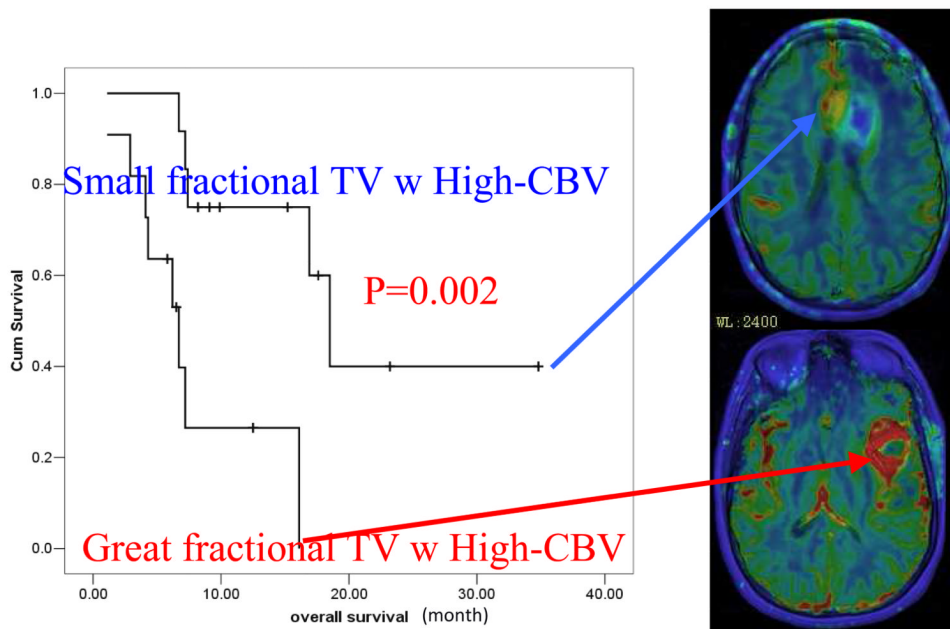 1.0
Small fractional TV w High-CBV
0.8
0.6
P=0.002
Cum Survival
WL:2400
0.4
0.2
0.0
Great fractional TV w High-CBV
0.00 10.00 20.00 30.00 40.00
overall survival (month)